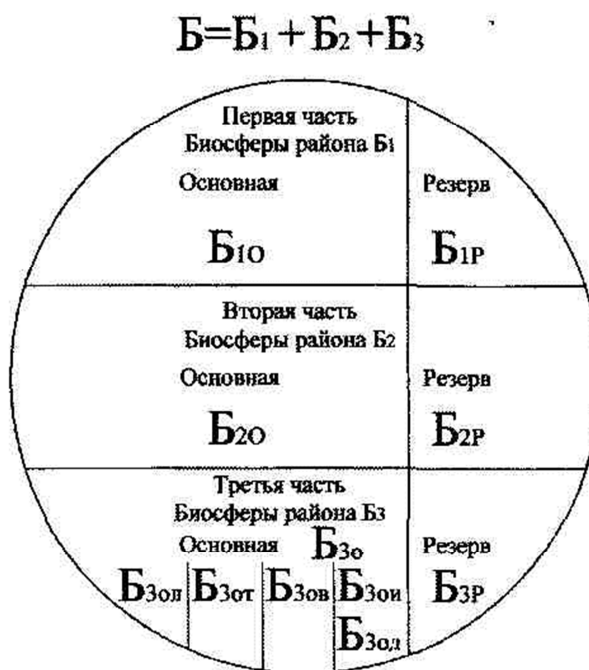 Б=Б1+Б2+Б3
Первая часть
Биосферы района Б1
Основная Резерв
Б1О Б1Р
Вторая часть
Биосферы района Б2
Основная Резерв
Б2О Б2Р
Третья часть
Биосферы района Б3
Основная Б3о Резерв
Б3ол Б3от Б3ов Б3ои Б3Р
Б3од